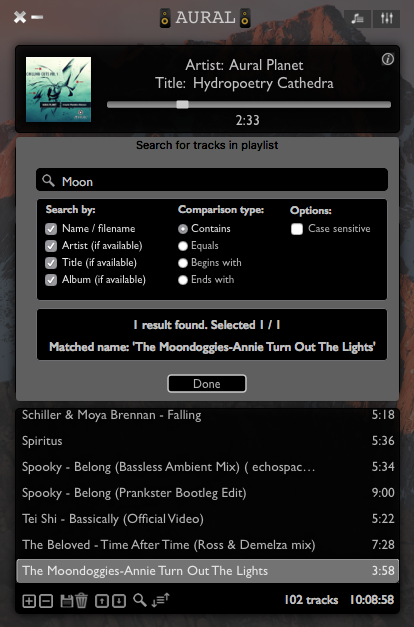 AURAL
Artist: Aural Planet
Title: Hydropoetry Cathedra
2:33
Search for tracks in playlist
Moon
Search by:
Name / filename
Artist (if available)
Title (if available)
Album (if available)
Comparison type:
Contains
Equals
Begins with
Ends with
Options:
Case sensitive
1 result found. Selected 1 / 1
Matched name: 'The Moondoggies-Annie Turn Out The Lights'
Done
Schiller & Moya Brennan - Falling 5:18
Spiritus 5:36
Spooky - Belong (Bassless Ambient Mix) ( echospac... 5:34
Spooky - Belong (Prankster Bootleg Edit) 9:00
Tei Shi - Bassically (Official Video) 5:22
The Beloved - Time After Time (Ross & Demelza mix) 7:28
The Moondoggies-Annie Turn Out The Lights 3:58
102 tracks 10:08:58